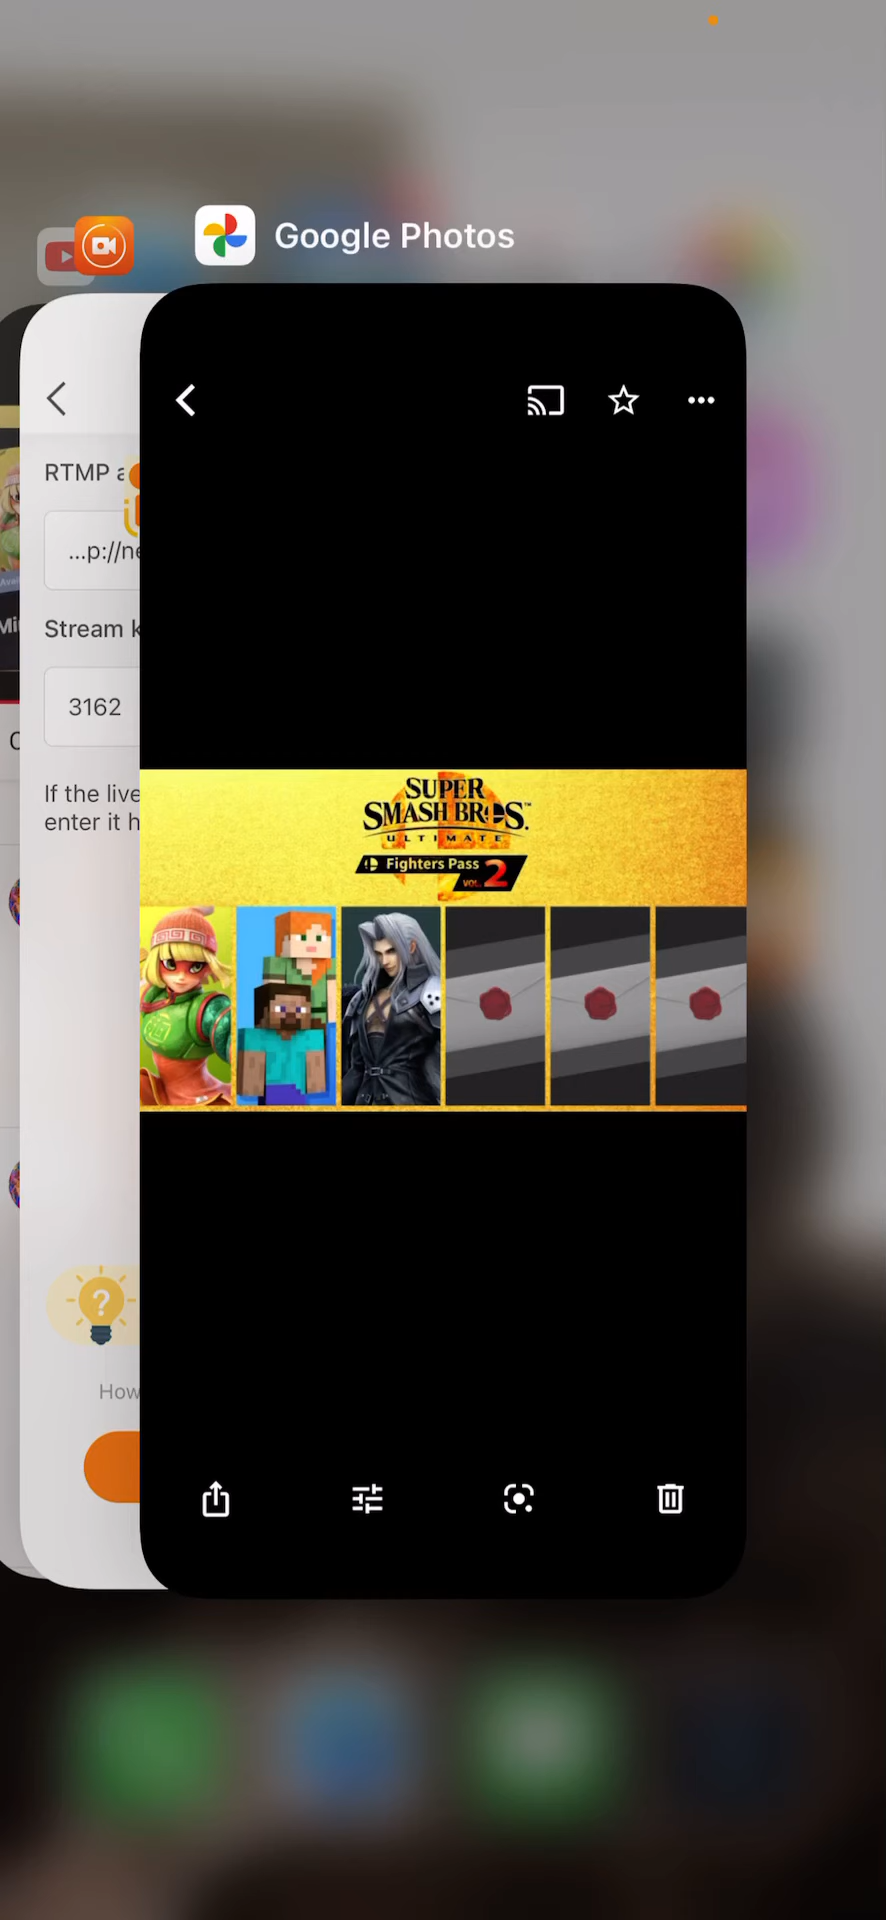 Google Photos
RTMP a
...p://ne
Stream k
3162
If the live
enter it h
How
SUPER
SMASH BROS.™
ULTIMATE
Fighters Pass
VOL. 2